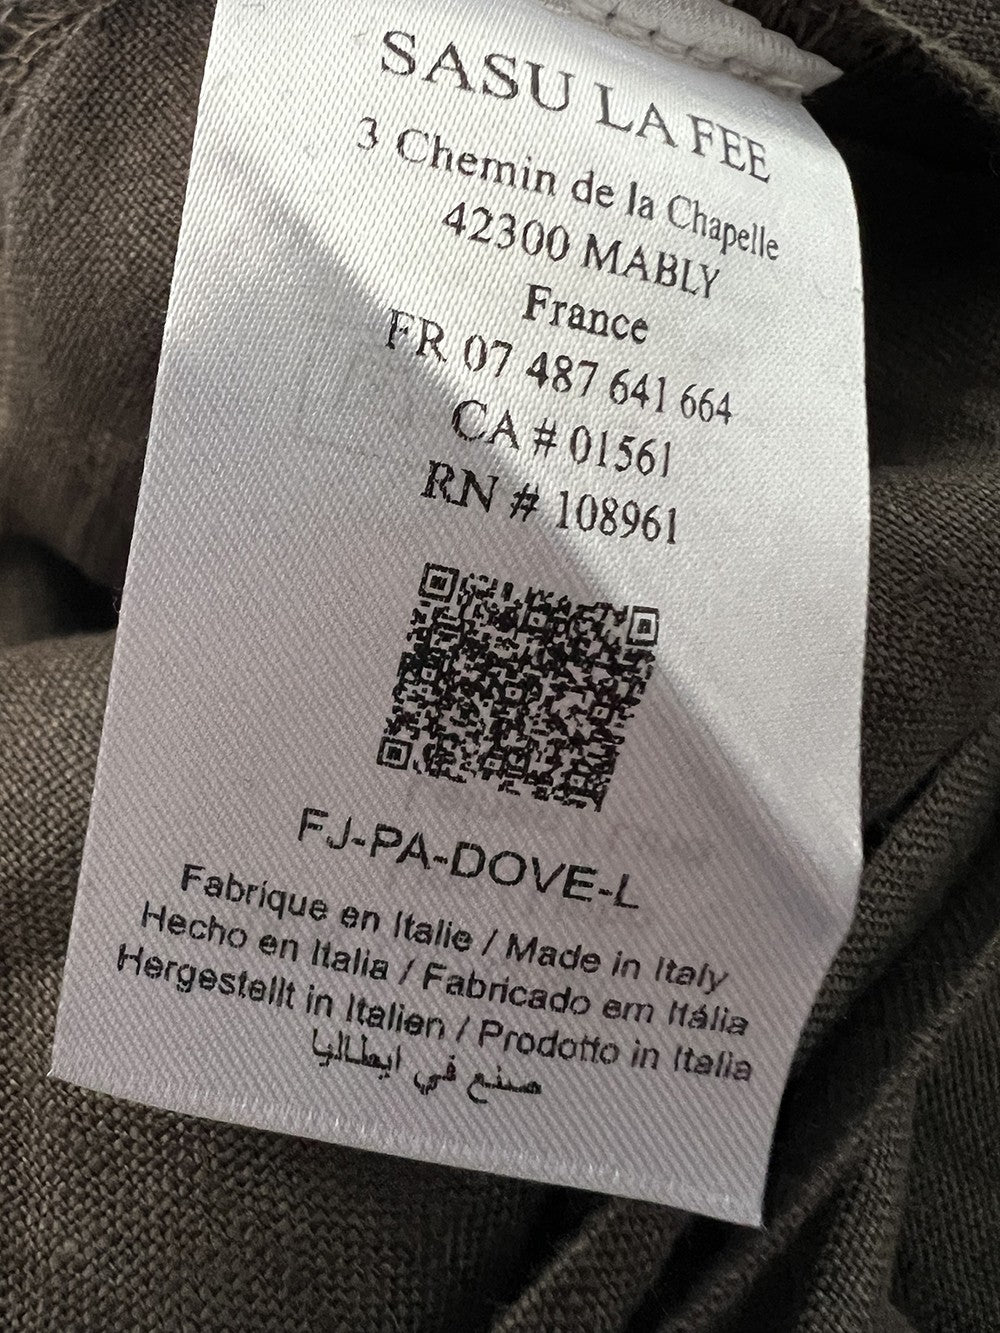 SASU LA FEE
3 Chemin de la Chapelle
42300 MABLY
France
FR 07 487 641 664
CA # 01561
RN # 108961
FJ-PA-DOVE-L
Fabrique en Italie / Made in Italy
Hecho en Italia / Fabricado em Itália
Hergestellt in Italien / Prodotto in Italia
صنع في ايطاليا